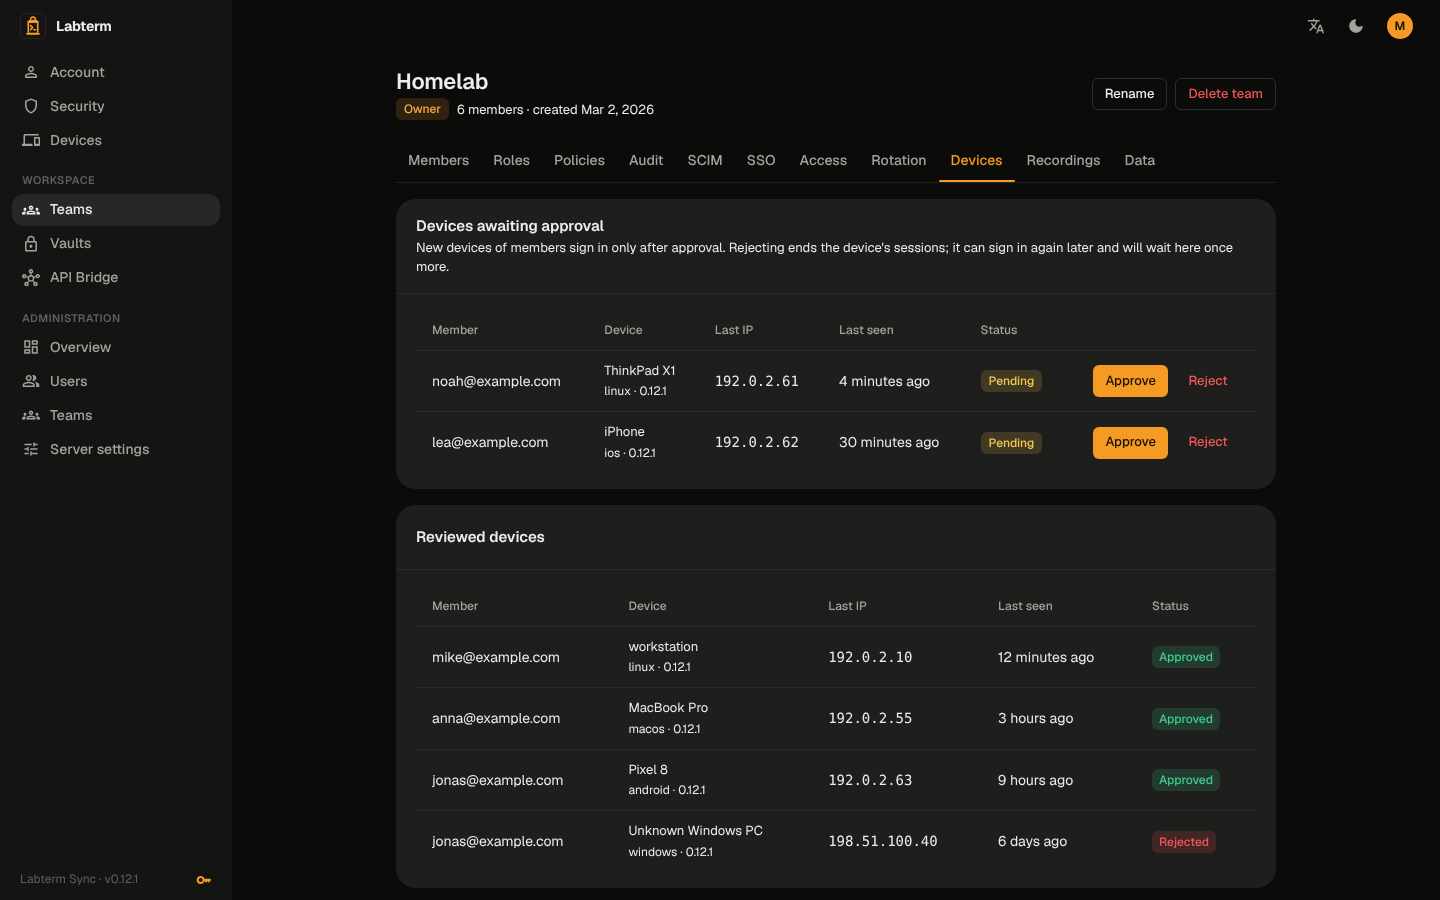 Labterm
M
Account
Security
Devices
WORKSPACE
Teams
Vaults
API Bridge
ADMINISTRATION
Overview
Users
Teams
Server settings
Labterm Sync · v0.12.1
Homelab
Owner 6 members · created Mar 2, 2026
Rename Delete team
Members Roles Policies Audit SCIM SSO Access Rotation Devices Recordings Data
Devices awaiting approval
New devices of members sign in only after approval. Rejecting ends the device's sessions; it can sign in again later and will wait here once
more.
Member Device Last IP Last seen Status
noah@example.com ThinkPad X1 192.0.2.61 4 minutes ago Pending Approve Reject
linux · 0.12.1
lea@example.com iPhone 192.0.2.62 30 minutes ago Pending Approve Reject
ios · 0.12.1
Reviewed devices
Member Device Last IP Last seen Status
mike@example.com workstation 192.0.2.10 12 minutes ago Approved
linux · 0.12.1
anna@example.com MacBook Pro 192.0.2.55 3 hours ago Approved
macos · 0.12.1
jonas@example.com Pixel 8 192.0.2.63 9 hours ago Approved
android · 0.12.1
jonas@example.com Unknown Windows PC 198.51.100.40 6 days ago Rejected
windows · 0.12.1